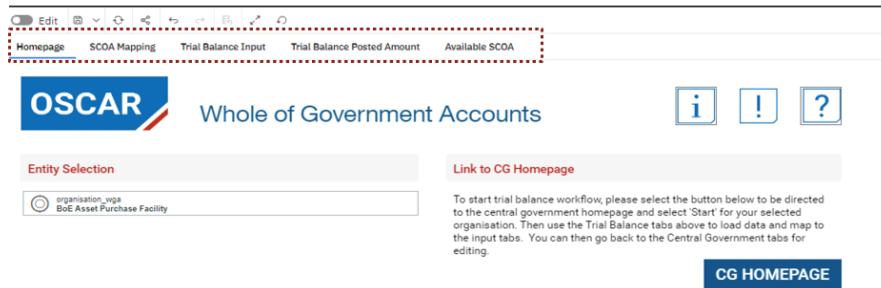 Edit
Homepage SCOA Mapping Trial Balance Input Trial Balance Posted Amount Available SCOA
OSCAR
Whole of Government Accounts
i ! ?
Entity Selection
organisation_wga
BoE Asset Purchase Facility
Link to CG Homepage
To start trial balance workflow, please select the button below to be directed
to the central government homepage and select 'Start' for your selected
organisation. Then use the Trial Balance tabs above to load data and map to
the input tabs. You can then go back to the Central Government tabs for
editing.
CG HOMEPAGE